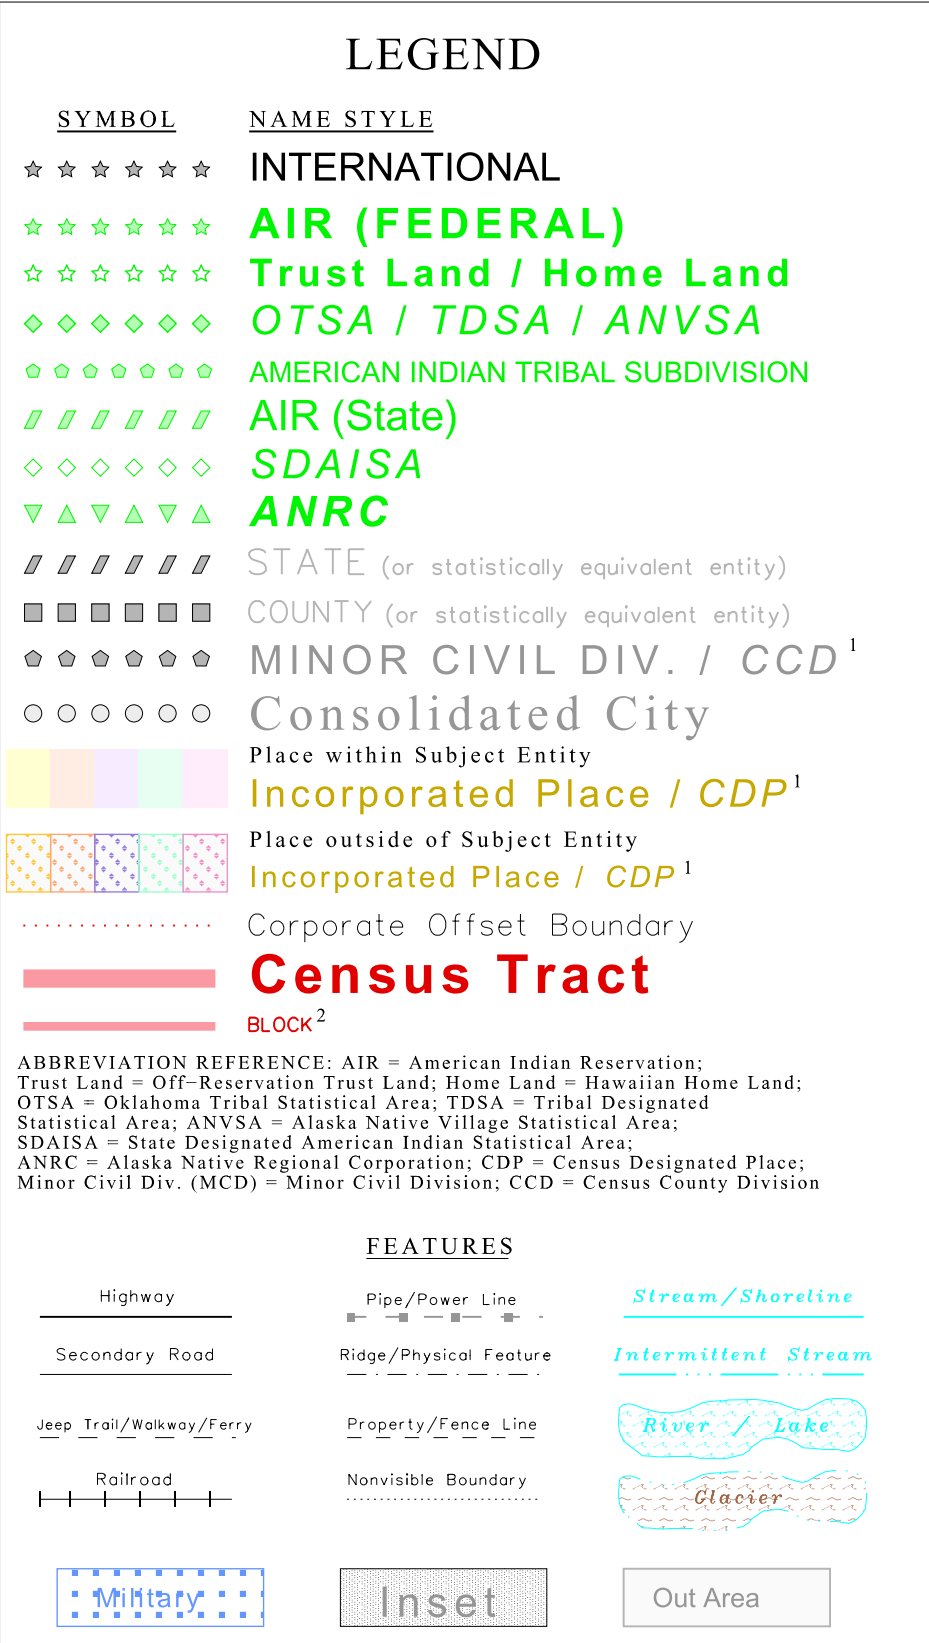 LEGEND
SYMBOL NAME STYLE
INTERNATIONAL
AIR (FEDERAL)
Trust Land / Home Land
OTSA / TDSA / ANVSA
AMERICAN INDIAN TRIBAL SUBDIVISION
AIR (State)
SDAISA
ANRC
STATE (or statistically equivalent entity)
COUNTY (or statistically equivalent entity)
MINOR CIVIL DIV. / CCD 1
Consolidated City
Place within Subject Entity
Incorporated Place / CDP 1
Place outside of Subject Entity
Incorporated Place / CDP 1
Corporate Offset Boundary
Census Tract
BLOCK 2
ABBREVIATION REFERENCE: AIR = American Indian Reservation;
Trust Land = Off−Reservation Trust Land; Home Land = Hawaiian Home Land;
OTSA = Oklahoma Tribal Statistical Area; TDSA = Tribal Designated
Statistical Area; ANVSA = Alaska Native Village Statistical Area;
SDAISA = State Designated American Indian Statistical Area;
ANRC = Alaska Native Regional Corporation; CDP = Census Designated Place;
Minor Civil Div. (MCD) = Minor Civil Division; CCD = Census County Division
FEATURES
Highway
Pipe/Power Line
Stream/Shoreline
Secondary Road
Ridge/Physical Feature
Intermittent Stream
Jeep Trail/Walkway/Ferry
Property/Fence Line
River / Lake
Railroad
Nonvisible Boundary
Glacier
Military
Inset
Out Area